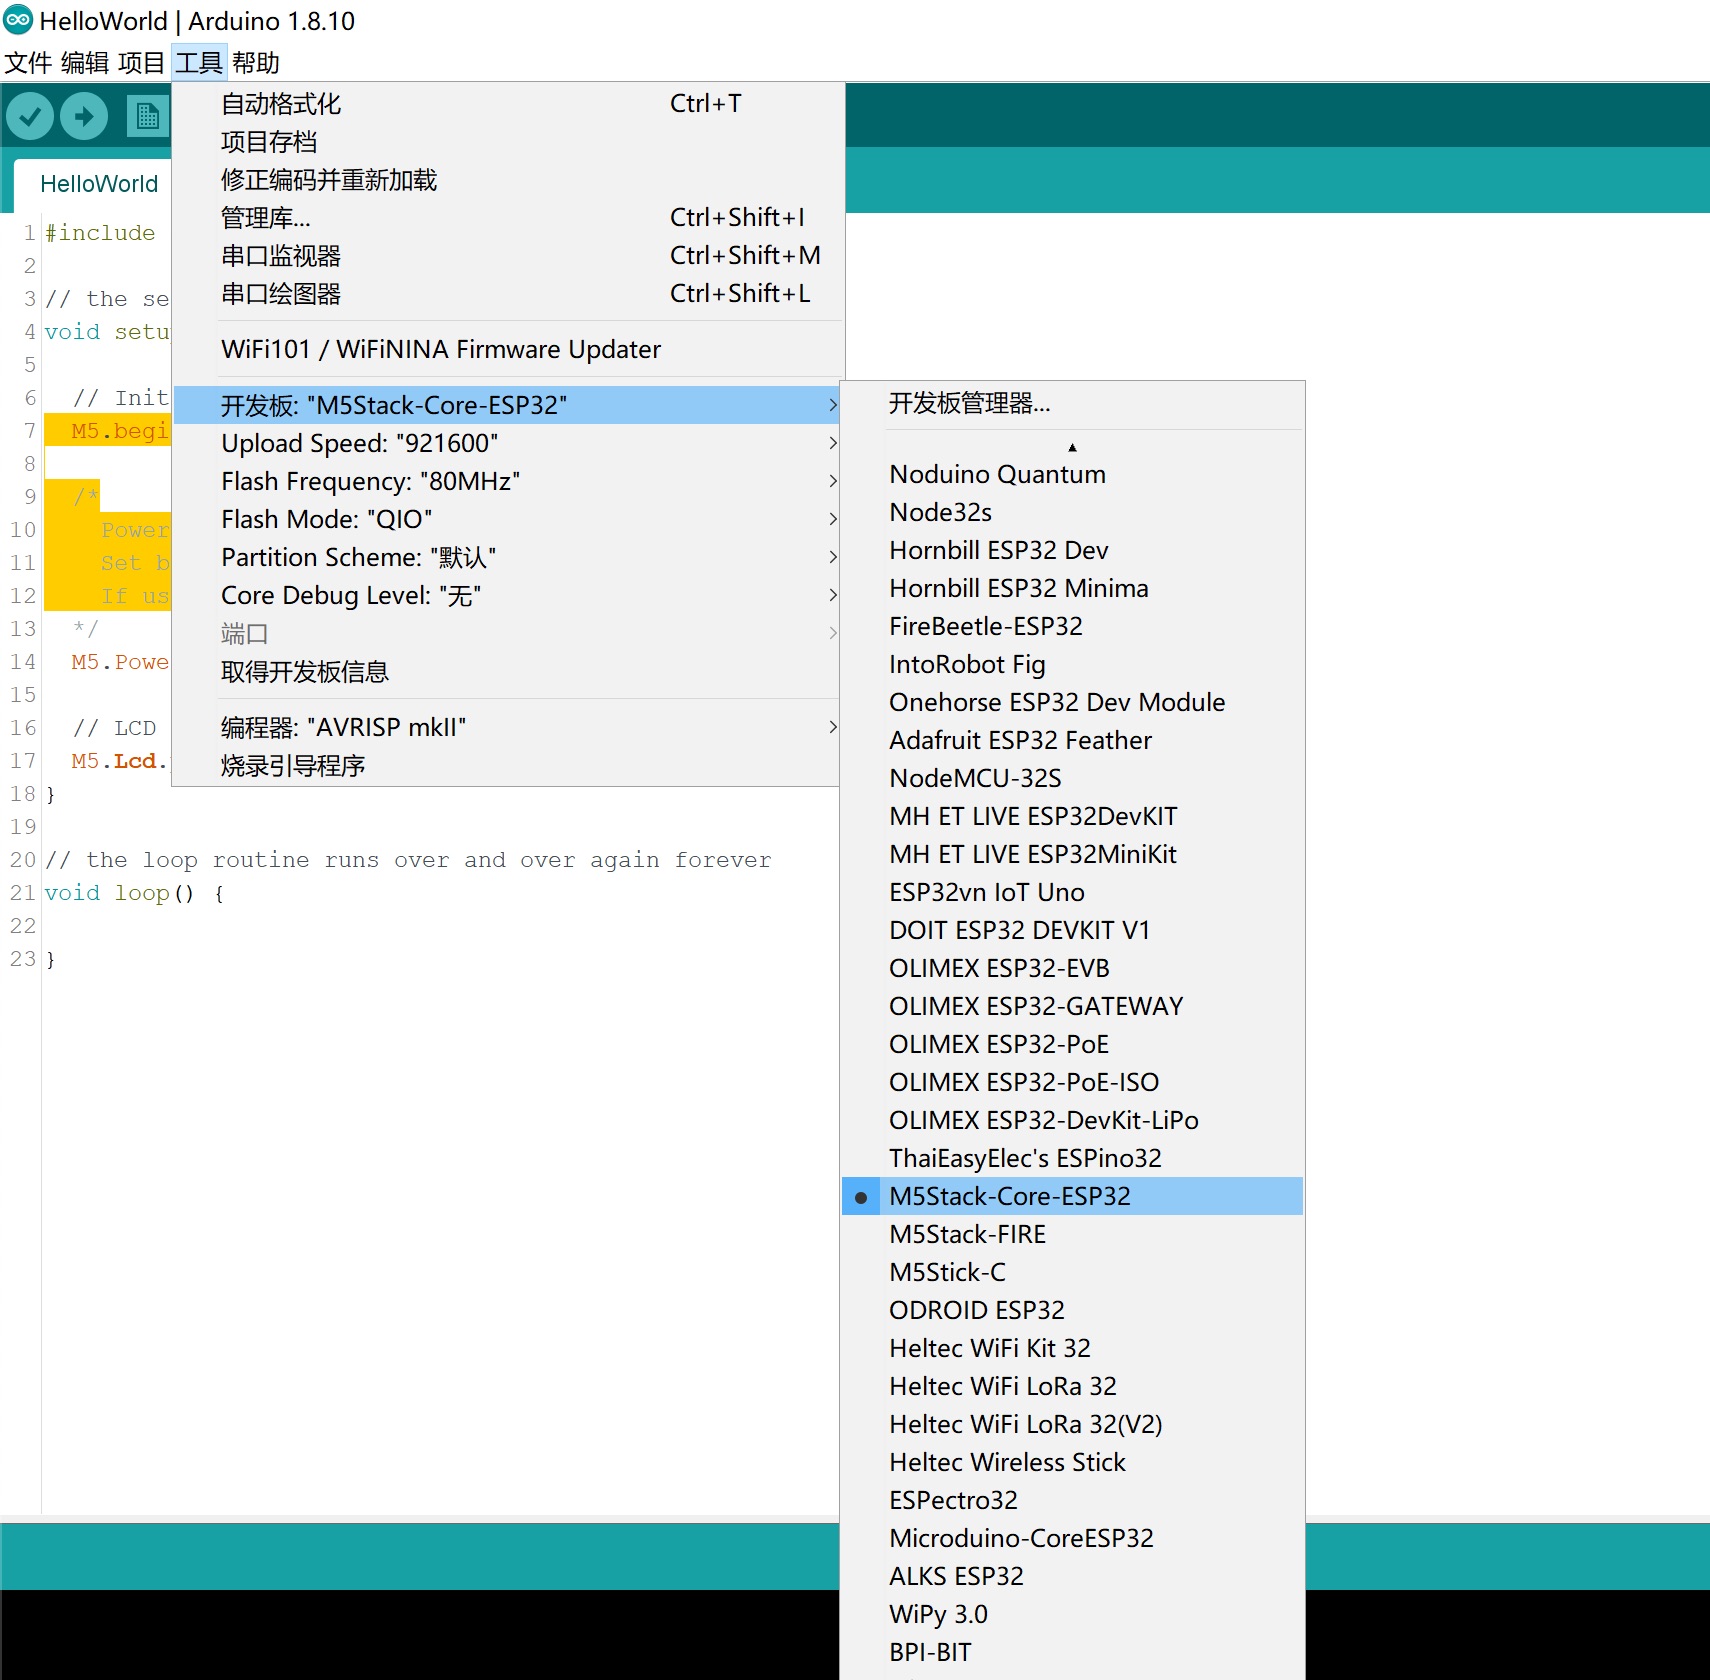 HelloWorld | Arduino 1.8.10
文件 编辑 项目 工具 帮助
自动格式化 Ctrl+T
项目存档
修正编码并重新加载
管理库... Ctrl+Shift+I
串口监视器 Ctrl+Shift+M
串口绘图器 Ctrl+Shift+L
WiFi101 / WiFiNINA Firmware Updater
开发板: "M5Stack-Core-ESP32"
Upload Speed: "921600"
Flash Frequency: "80MHz"
Flash Mode: "QIO"
Partition Scheme: "默认"
Core Debug Level: "无"
端口
取得开发板信息
编程器: "AVRISP mkII"
烧录引导程序
开发板管理器...
Noduino Quantum
Node32s
Hornbill ESP32 Dev
Hornbill ESP32 Minima
FireBeetle-ESP32
IntoRobot Fig
Onehorse ESP32 Dev Module
Adafruit ESP32 Feather
NodeMCU-32S
MH ET LIVE ESP32DevKIT
MH ET LIVE ESP32MiniKit
ESP32vn IoT Uno
DOIT ESP32 DEVKIT V1
OLIMEX ESP32-EVB
OLIMEX ESP32-GATEWAY
OLIMEX ESP32-PoE
OLIMEX ESP32-PoE-ISO
OLIMEX ESP32-DevKit-LiPo
ThaiEasyElec's ESPino32
M5Stack-Core-ESP32
M5Stack-FIRE
M5Stick-C
ODROID ESP32
Heltec WiFi Kit 32
Heltec WiFi LoRa 32
Heltec WiFi LoRa 32(V2)
Heltec Wireless Stick
ESPectro32
Microduino-CoreESP32
ALKS ESP32
WiPy 3.0
BPI-BIT
HelloWorld
1 #include
2
3 // the se
4 void setu
5
6 // Init
7 M5.begi
8
9 /*
10 Power
11 Set b
12 If us
13 */
14 M5.Powe
15
16 // LCD
17 M5.Lcd.
18 }
19
20 // the loop routine runs over and over again forever
21 void loop() {
22
23 }